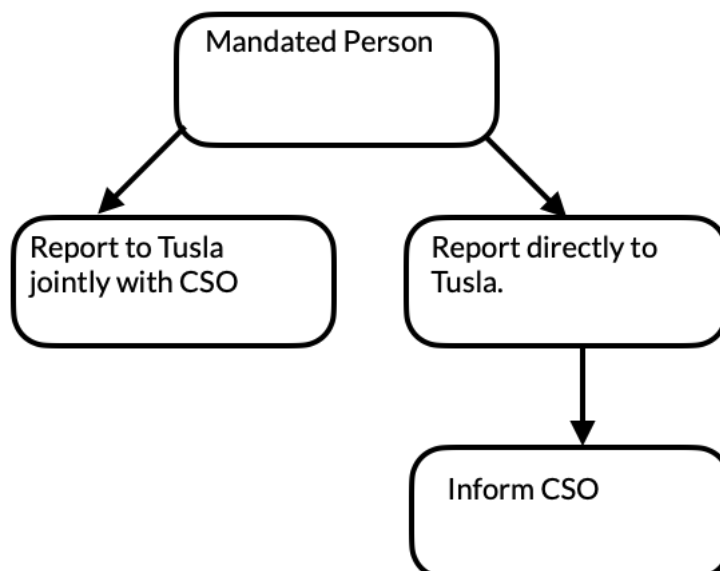 Mandated Person
Report to Tusla
jointly with CSO
Report directly to
Tusla.
Inform CSO